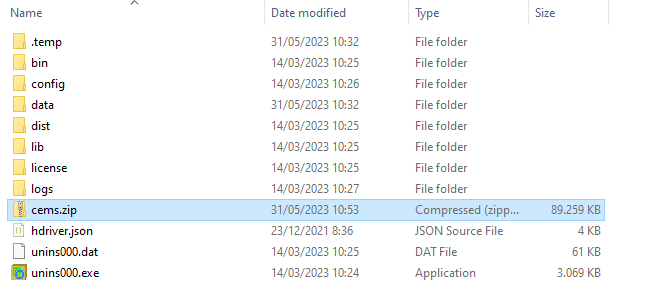 Name Date modified Type Size
.temp 31/05/2023 10:32 File folder
bin 14/03/2023 10:25 File folder
config 14/03/2023 10:26 File folder
data 31/05/2023 10:32 File folder
dist 14/03/2023 10:25 File folder
lib 14/03/2023 10:25 File folder
license 14/03/2023 10:25 File folder
logs 14/03/2023 10:27 File folder
cems.zip 31/05/2023 10:53 Compressed (zipp... 89.259 KB
hdriver.json 23/12/2021 8:36 JSON Source File 4 KB
unins000.dat 14/03/2023 10:25 DAT File 61 KB
unins000.exe 14/03/2023 10:24 Application 3.069 KB